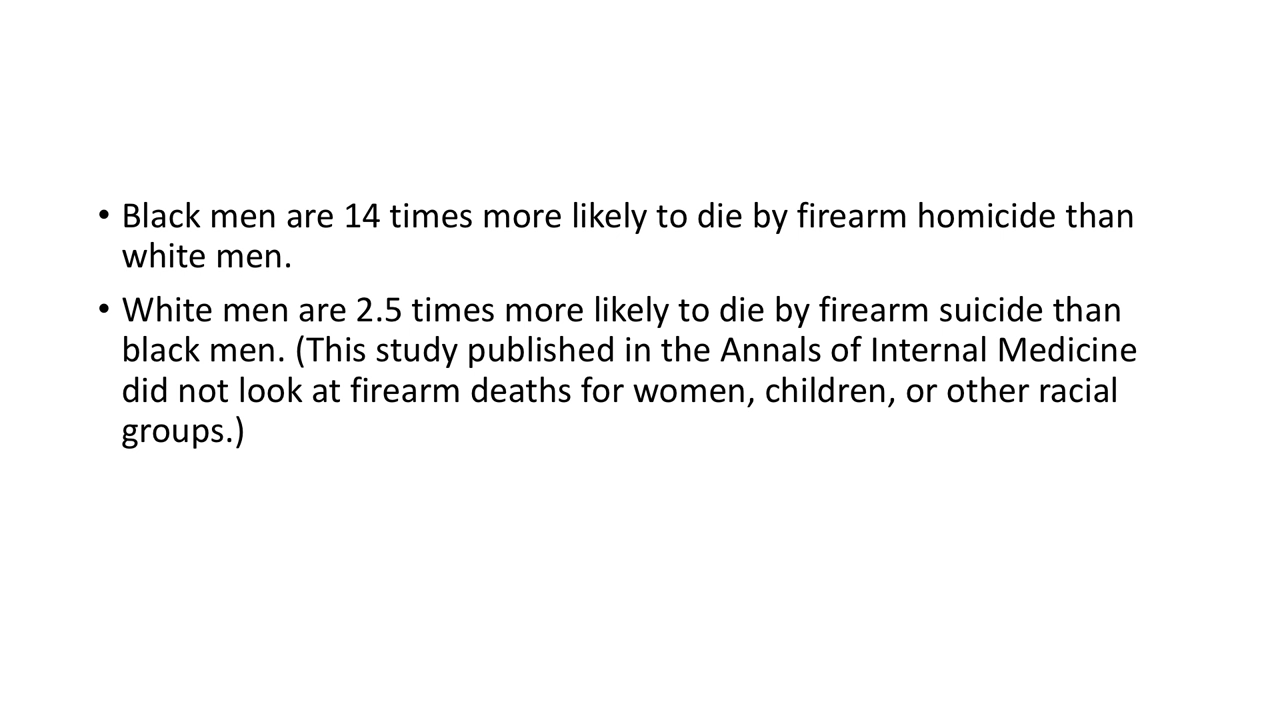 • Black men are 14 times more likely to die by firearm homicide than
white men.
• White men are 2.5 times more likely to die by firearm suicide than
black men. (This study published in the Annals of Internal Medicine
did not look at firearm deaths for women, children, or other racial
groups.)